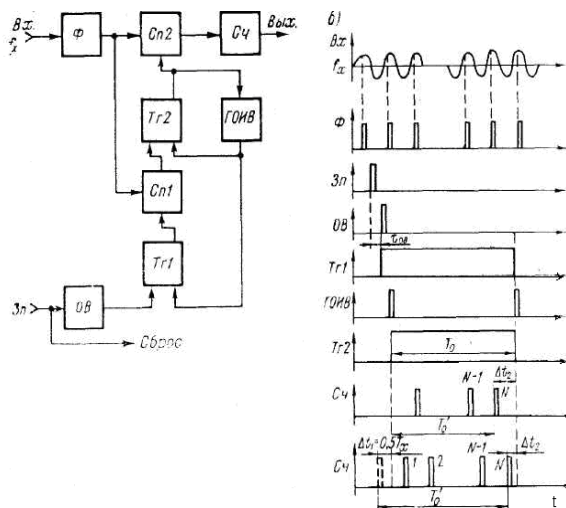 Вх.
fx
Ф
Сп2
Сч
Вых.
Тг2
ГОИВ
Сп1
Тг1
Зп
ОВ
Сброс
б)
Вх
fx
Ф
Зп
ОВ
tов
Тг1
ГОИВ
Тг2
T0
Сч
N-1
N
Δt2
T0'
Δt1=0,5Tx
Сч
1
2
N-1
N
Δt2
T0'
t